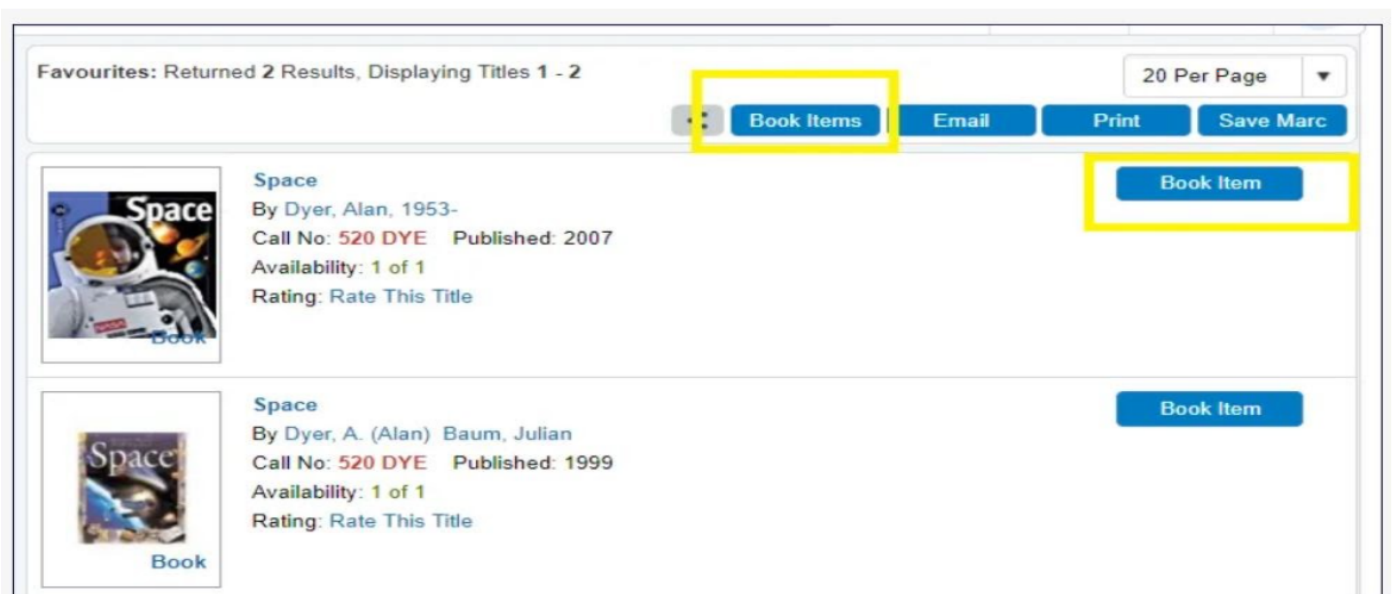 Favourites: Returned 2 Results, Displaying Titles 1 - 2
20 Per Page
Book Items Email Print Save Marc
Space
Book
Space
By Dyer, Alan, 1953-
Call No: 520 DYE Published: 2007
Availability: 1 of 1
Rating: Rate This Title
Book Item
Space
Book
Space
By Dyer, A. (Alan) Baum, Julian
Call No: 520 DYE Published: 1999
Availability: 1 of 1
Rating: Rate This Title
Book Item